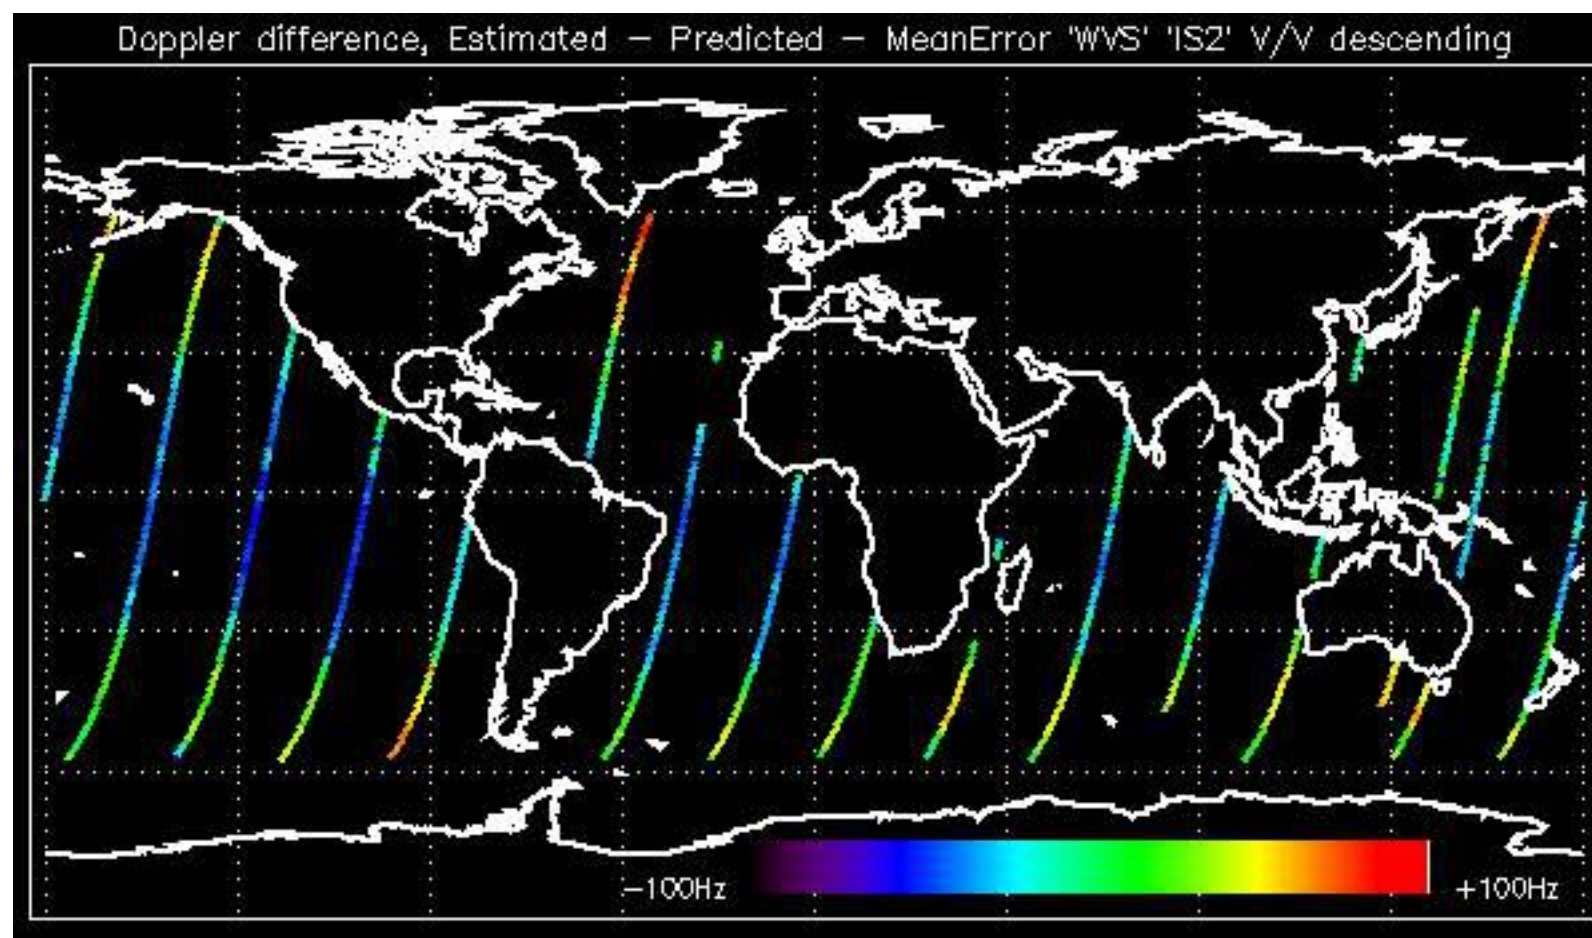 Doppler difference, Estimated – Predicted – MeanError 'WVS' 'IS2' V/V descending
–100Hz +100Hz